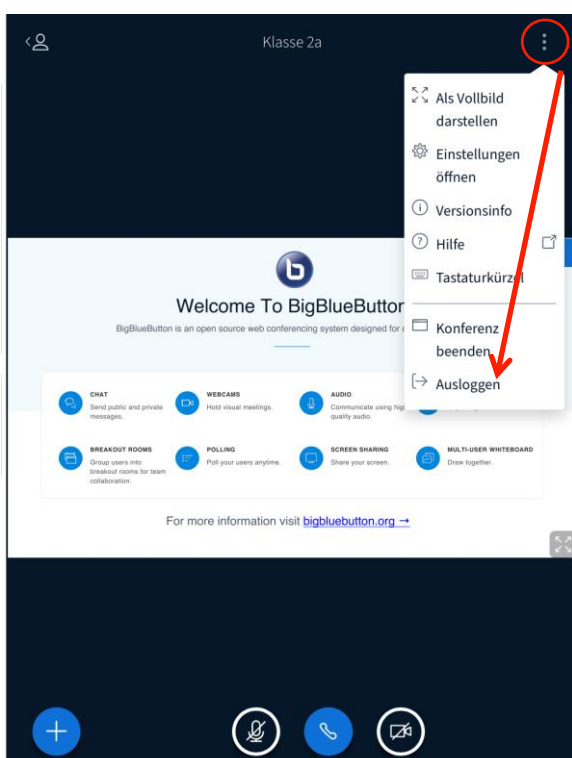 Klasse 2a
Als Vollbild
darstellen
Einstellungen
öffnen
Versionsinfo
Hilfe
Tastaturkürzel
Konferenz
beenden
Ausloggen
Welcome To BigBlueButton
BigBlueButton is an open source web conferencing system designed for
CHAT
Send public and private
messages.
WEBCAMS
Hold visual meetings.
AUDIO
Communicate using high
quality audio.
BREAKOUT ROOMS
Group users into
breakout rooms for team
collaboration.
POLLING
Poll your users anytime.
SCREEN SHARING
Share your screen.
MULTI-USER WHITEBOARD
Draw together.
For more information visit bigbluebutton.org →